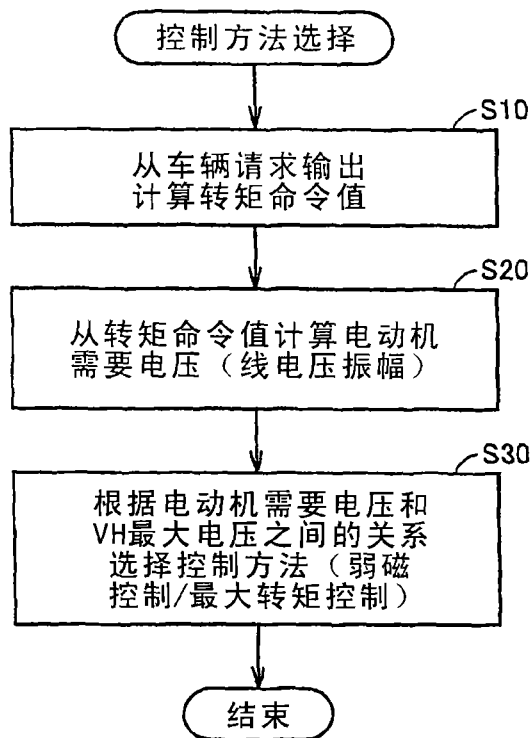 控制方法选择
S10
从车辆请求输出
计算转矩命令值
S20
从转矩命令值计算电动机
需要电压（线电压振幅）
S30
根据电动机需要电压和
VH最大电压之间的关系
选择控制方法（弱磁
控制/最大转矩控制）
结束